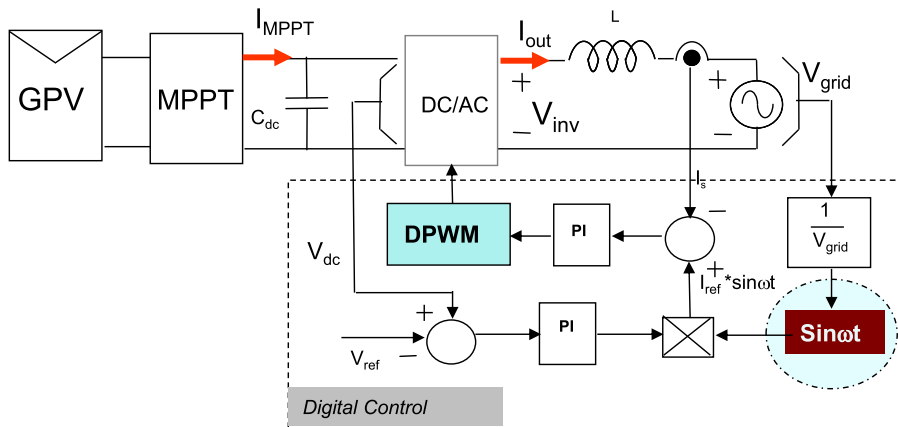 I_MPPT
I_out
L
GPV
MPPT
C_dc
DC/AC
+
−
V_inv
+
−
V_grid
I_s
DPWM
PI
−
+
1
V_grid
V_dc
I_ref *sinωt
+
−
V_ref
PI
Sinωt
Digital Control